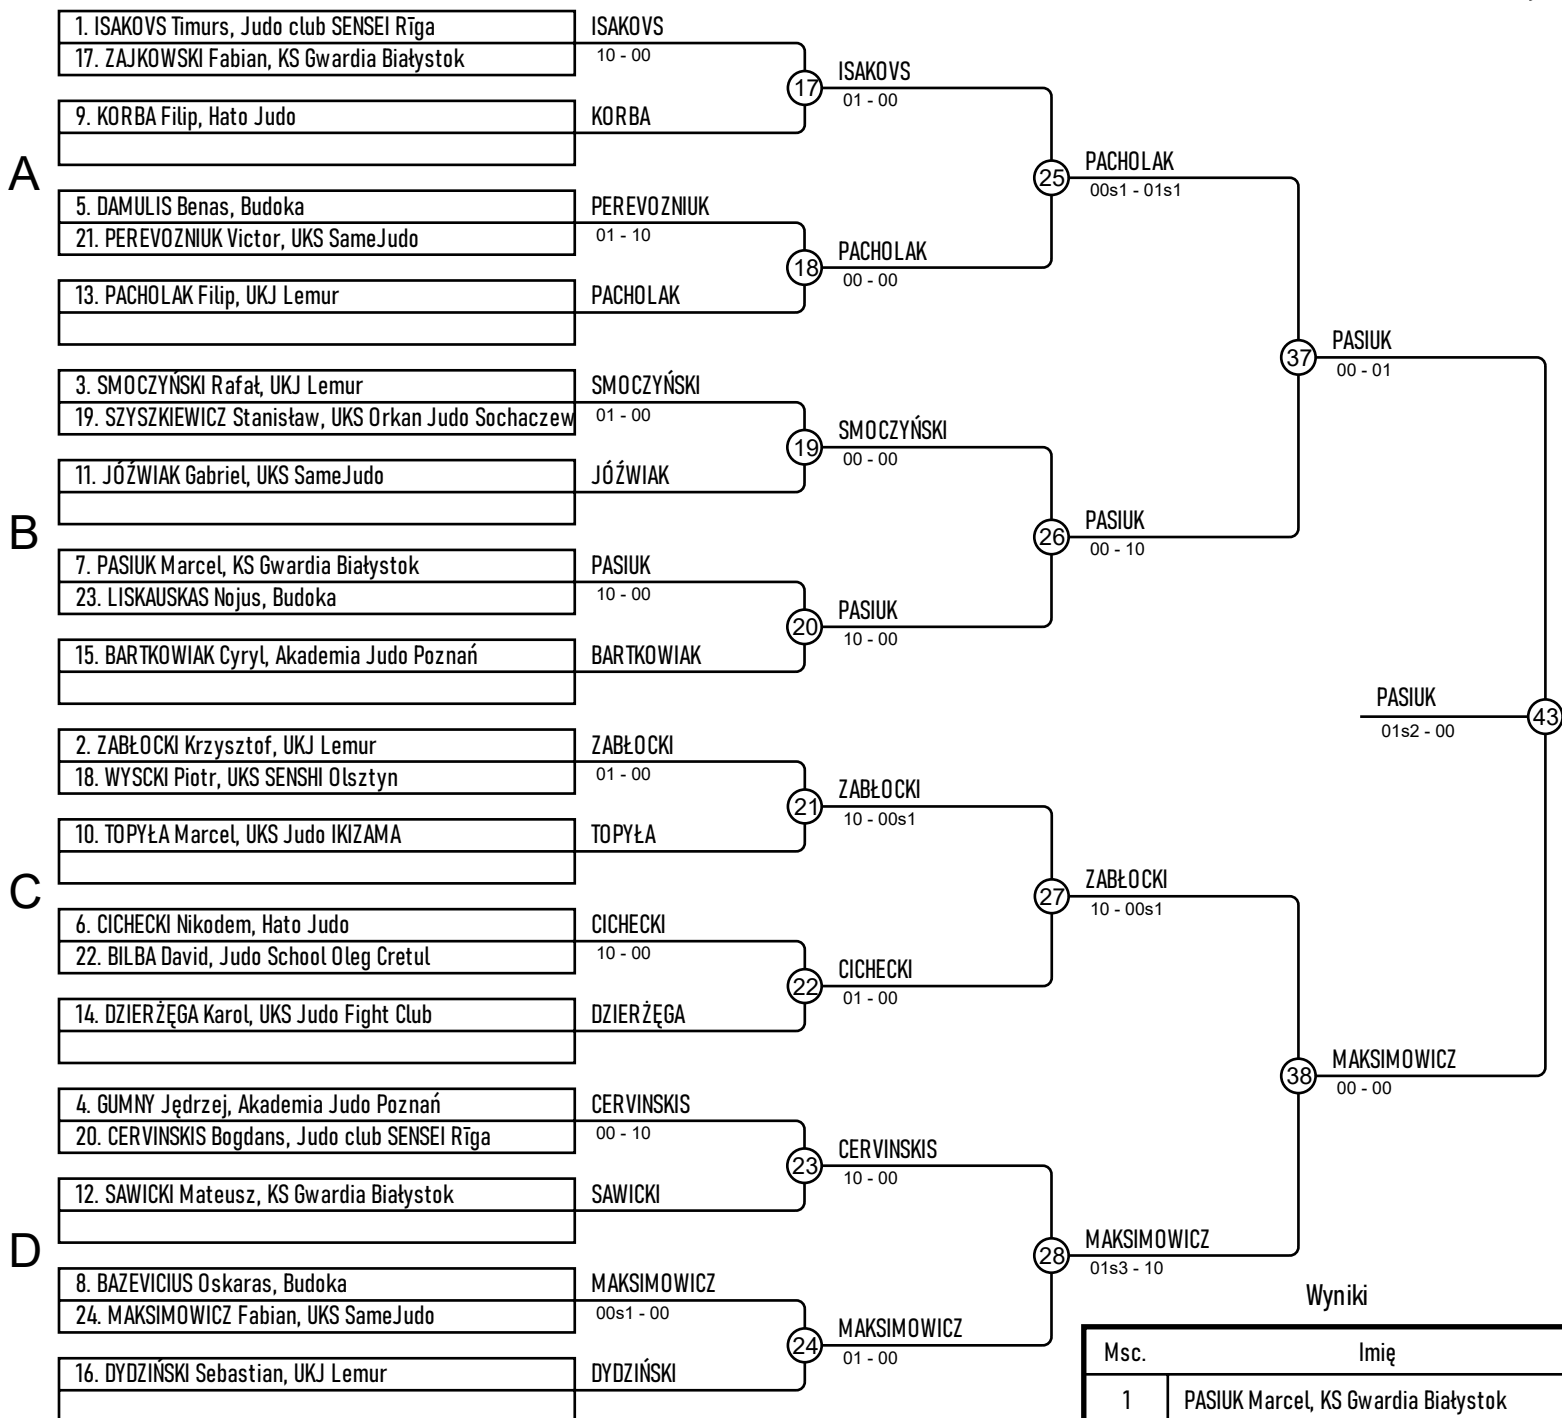 A
1. ISAKOVS Timurs, Judo club SENSEI Rīga
17. ZAJKOWSKI Fabian, KS Gwardia Białystok
9. KORBA Filip, Hato Judo
5. DAMULIS Benas, Budoka
21. PEREVOZNIUK Victor, UKS SameJudo
13. PACHOLAK Filip, UKJ Lemur
B
3. SMOCZYŃSKI Rafał, UKJ Lemur
19. SZYSZKIEWICZ Stanisław, UKS Orkan Judo Sochaczew
11. JÓŹWIAK Gabriel, UKS SameJudo
7. PASIUK Marcel, KS Gwardia Białystok
23. LISKAUSKAS Nojus, Budoka
15. BARTKOWIAK Cyryl, Akademia Judo Poznań
C
2. ZABŁOCKI Krzysztof, UKJ Lemur
18. WYSCKI Piotr, UKS SENSHI Olsztyn
10. TOPYŁA Marcel, UKS Judo IKIZAMA
6. CICHECKI Nikodem, Hato Judo
22. BILBA David, Judo School Oleg Cretul
14. DZIERŻĘGA Karol, UKS Judo Fight Club
D
4. GUMNY Jędrzej, Akademia Judo Poznań
20. CERVINSKIS Bogdans, Judo club SENSEI Rīga
12. SAWICKI Mateusz, KS Gwardia Białystok
8. BAZEVICIUS Oskaras, Budoka
24. MAKSIMOWICZ Fabian, UKS SameJudo
16. DYDZIŃSKI Sebastian, UKJ Lemur
ISAKOVS
10 - 00
KORBA
PEREVOZNIUK
01 - 10
PACHOLAK
SMOCZYŃSKI
01 - 00
JÓŹWIAK
PASIUK
10 - 00
BARTKOWIAK
ZABŁOCKI
01 - 00
TOPYŁA
CICHECKI
10 - 00
DZIERŻĘGA
CERVINSKIS
00 - 10
SAWICKI
MAKSIMOWICZ
00s1 - 00
DYDZIŃSKI
17
ISAKOVS
01 - 00
18
PACHOLAK
00 - 00
19
SMOCZYŃSKI
00 - 00
20
PASIUK
10 - 00
21
ZABŁOCKI
10 - 00s1
22
CICHECKI
01 - 00
23
CERVINSKIS
10 - 00
24
MAKSIMOWICZ
01 - 00
25
PACHOLAK
00s1 - 01s1
26
PASIUK
00 - 10
27
ZABŁOCKI
10 - 00s1
28
MAKSIMOWICZ
01s3 - 10
37
PASIUK
00 - 01
38
MAKSIMOWICZ
00 - 00
PASIUK
43
01s2 - 00
Wyniki
Msc. Imię
1 PASIUK Marcel, KS Gwardia Białystok